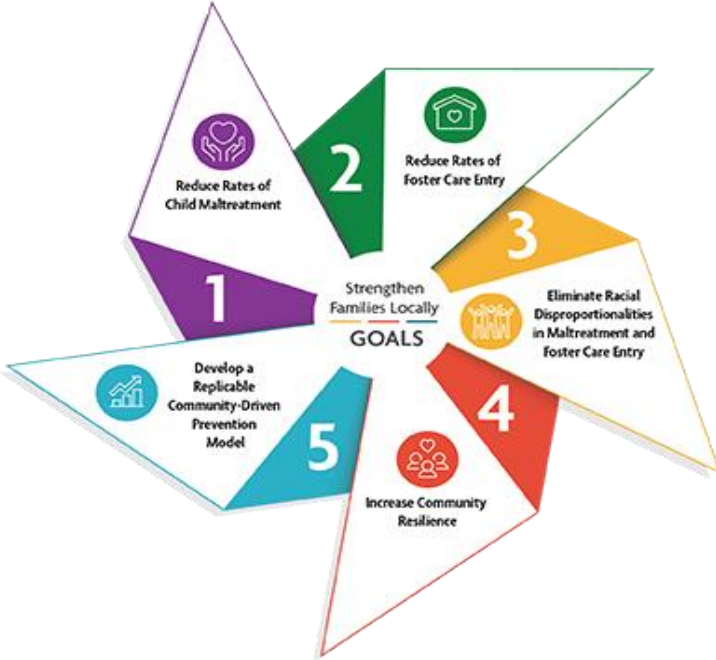 Strengthen
Families Locally
GOALS
1
Reduce Rates of
Child Maltreatment
2
Reduce Rates of
Foster Care Entry
3
Eliminate Racial
Disproportionalities
in Maltreatment and
Foster Care Entry
4
Increase Community
Resilience
5
Develop a
Replicable
Community-Driven
Prevention
Model